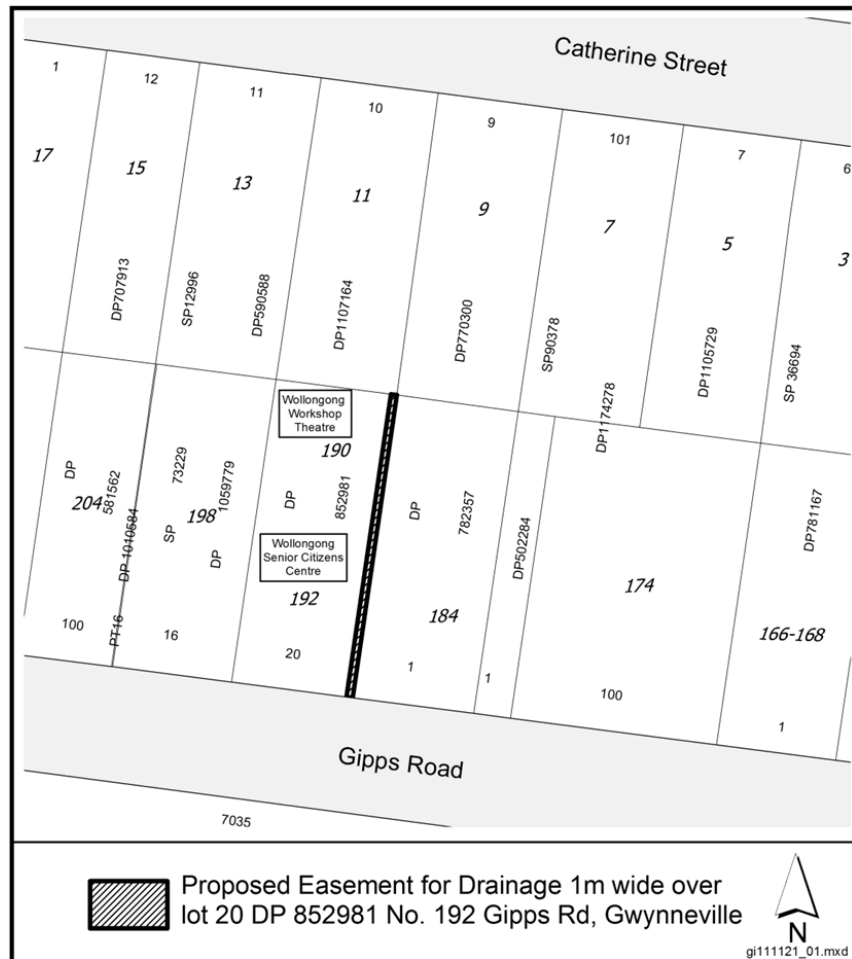 Catherine Street
1
12
11
10
9
101
7
6
17
15
13
11
9
7
5
3
DP707913
SP12996
DP590588
DP1107164
DP770300
SP90378
DP1174278
DP1105729
SP 36694
Wollongong
Workshop
Theatre
190
DP
581562
204
DP 1010584
73229
SP
198
1059779
DP
DP
852981
Wollongong
Senior Citizens
Centre
192
DP
782357
184
DP502284
174
DP781167
166-168
100
PT16
16
20
1
1
100
1
Gipps Road
7035
Proposed Easement for Drainage 1m wide over
lot 20 DP 852981 No. 192 Gipps Rd, Gwynneville
N
gi111121_01.mxd